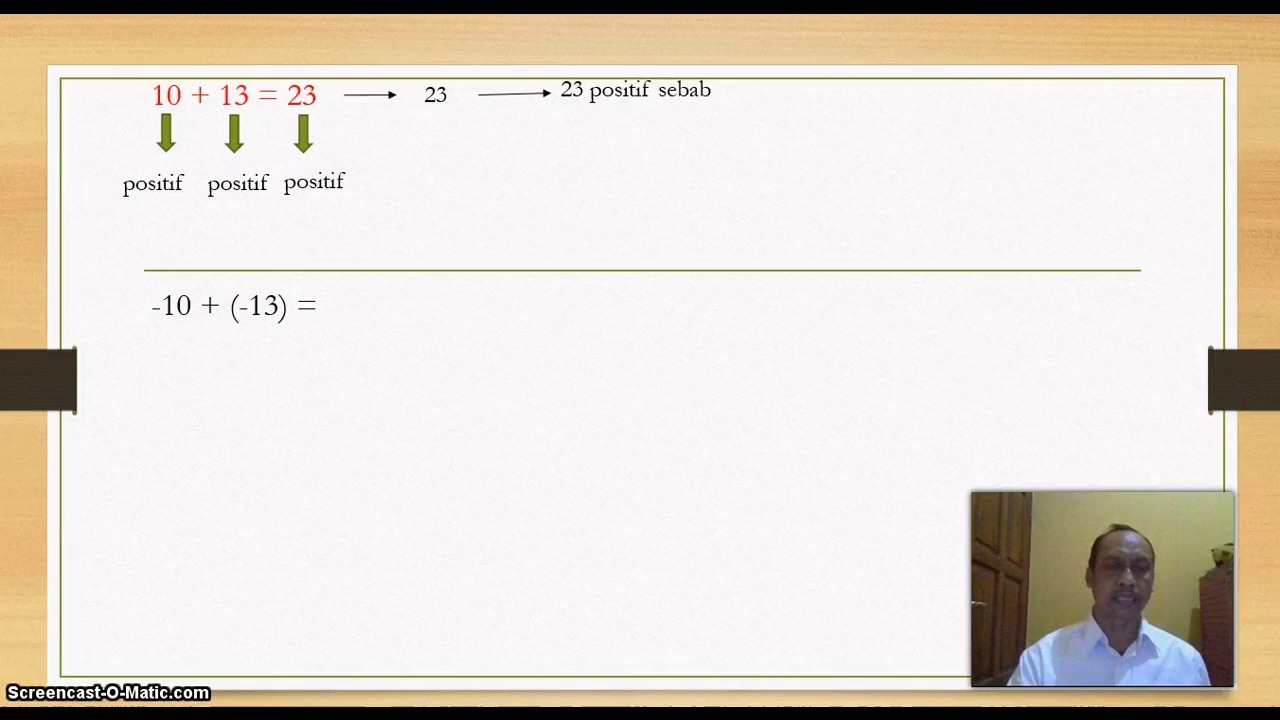 10 + 13 = 23
23
23 positif sebab
positif positif positif
-10 + (-13) =
Screencast-O-Matic.com